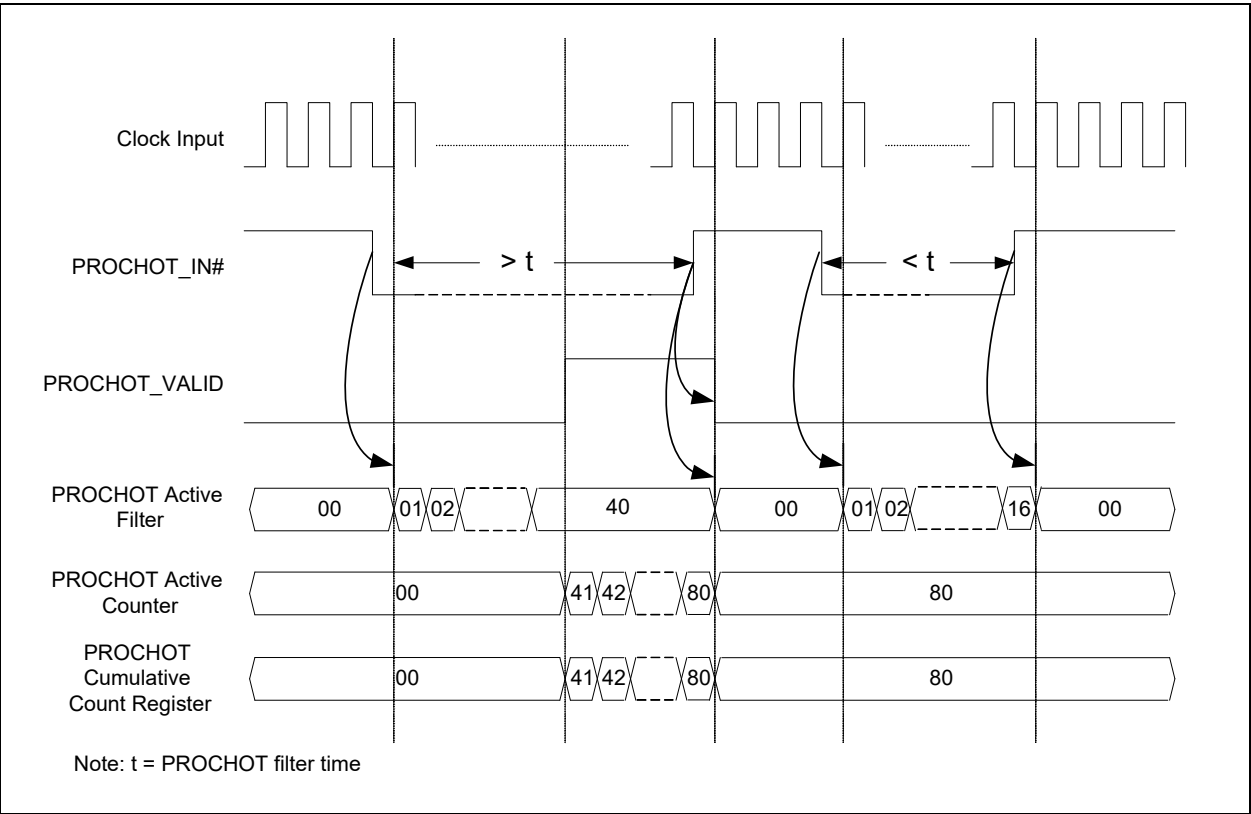 Clock Input
PROCHOT_IN#
> t
< t
PROCHOT_VALID
PROCHOT Active
Filter
00 01 02 40 00 01 02 16 00
PROCHOT Active
Counter
00 41 42 80 80
PROCHOT
Cumulative
Count Register
00 41 42 80 80
Note: t = PROCHOT filter time